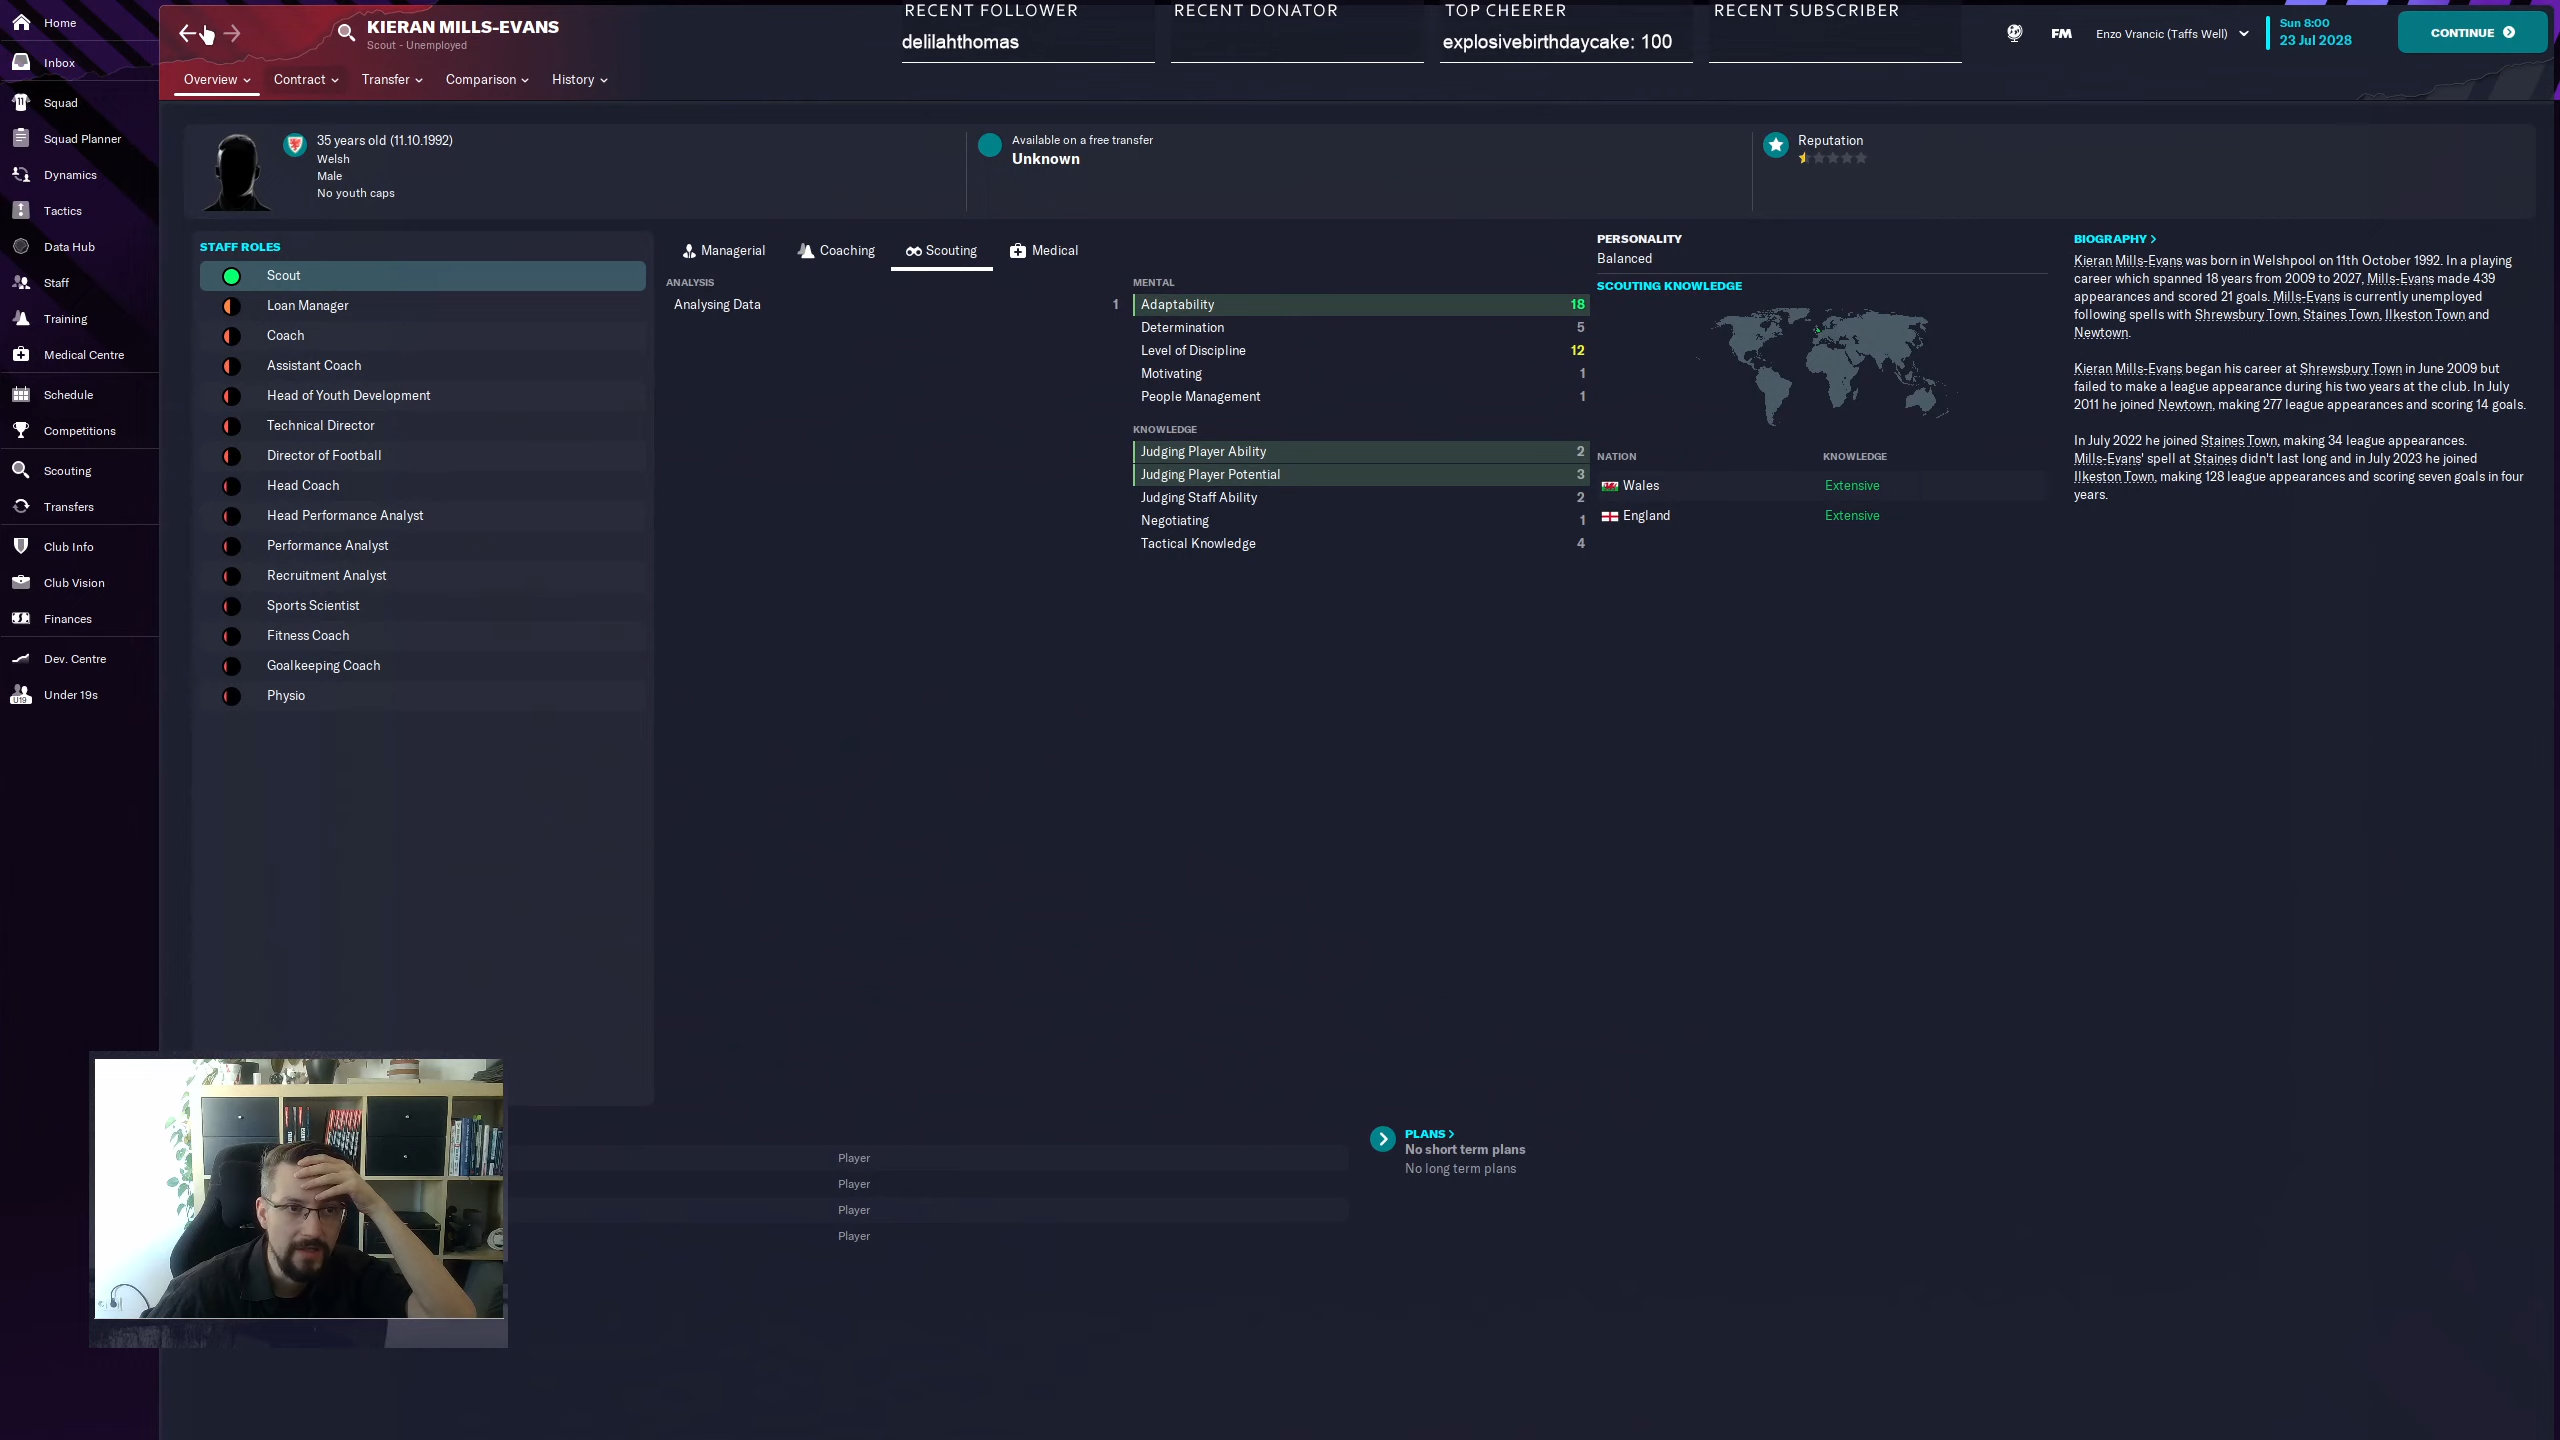 Home
Inbox
Squad
Squad Planner
Dynamics
Tactics
Data Hub
Staff
Training
Medical Centre
Schedule
Competitions
Scouting
Transfers
Club Info
Club Vision
Finances
Dev. Centre
Under 19s
KIERAN MILLS-EVANS
Scout - Unemployed
Overview
Contract
Transfer
Comparison
History
RECENT FOLLOWER
delilahthomas
RECENT DONATOR
TOP CHEERER
explosivebirthdaycake: 100
RECENT SUBSCRIBER
FM
Enzo Vrancic (Taffs Well)
Sun 8:00
23 Jul 2028
CONTINUE
35 years old (11.10.1992)
Welsh
Male
No youth caps
Available on a free transfer
Unknown
Reputation
STAFF ROLES
Scout
Loan Manager
Coach
Assistant Coach
Head of Youth Development
Technical Director
Director of Football
Head Coach
Head Performance Analyst
Performance Analyst
Recruitment Analyst
Sports Scientist
Fitness Coach
Goalkeeping Coach
Physio
Managerial
Coaching
Scouting
Medical
ANALYSIS
Analysing Data 1
MENTAL
Adaptability 18
Determination 5
Level of Discipline 12
Motivating 1
People Management 1
KNOWLEDGE
Judging Player Ability 2
Judging Player Potential 3
Judging Staff Ability 2
Negotiating 1
Tactical Knowledge 4
PERSONALITY
Balanced
SCOUTING KNOWLEDGE
NATION KNOWLEDGE
Wales Extensive
England Extensive
BIOGRAPHY >
Kieran Mills-Evans was born in Welshpool on 11th October 1992. In a playing
career which spanned 18 years from 2009 to 2027, Mills-Evans made 439
appearances and scored 21 goals. Mills-Evans is currently unemployed
following spells with Shrewsbury Town, Staines Town, Ilkeston Town and
Newtown.
Kieran Mills-Evans began his career at Shrewsbury Town in June 2009 but
failed to make a league appearance during his two years at the club. In July
2011 he joined Newtown, making 277 league appearances and scoring 14 goals.
In July 2022 he joined Staines Town, making 34 league appearances.
Mills-Evans' spell at Staines didn't last long and in July 2023 he joined
Ilkeston Town, making 128 league appearances and scoring seven goals in four
years.
Player
Player
Player
Player
PLANS >
No short term plans
No long term plans